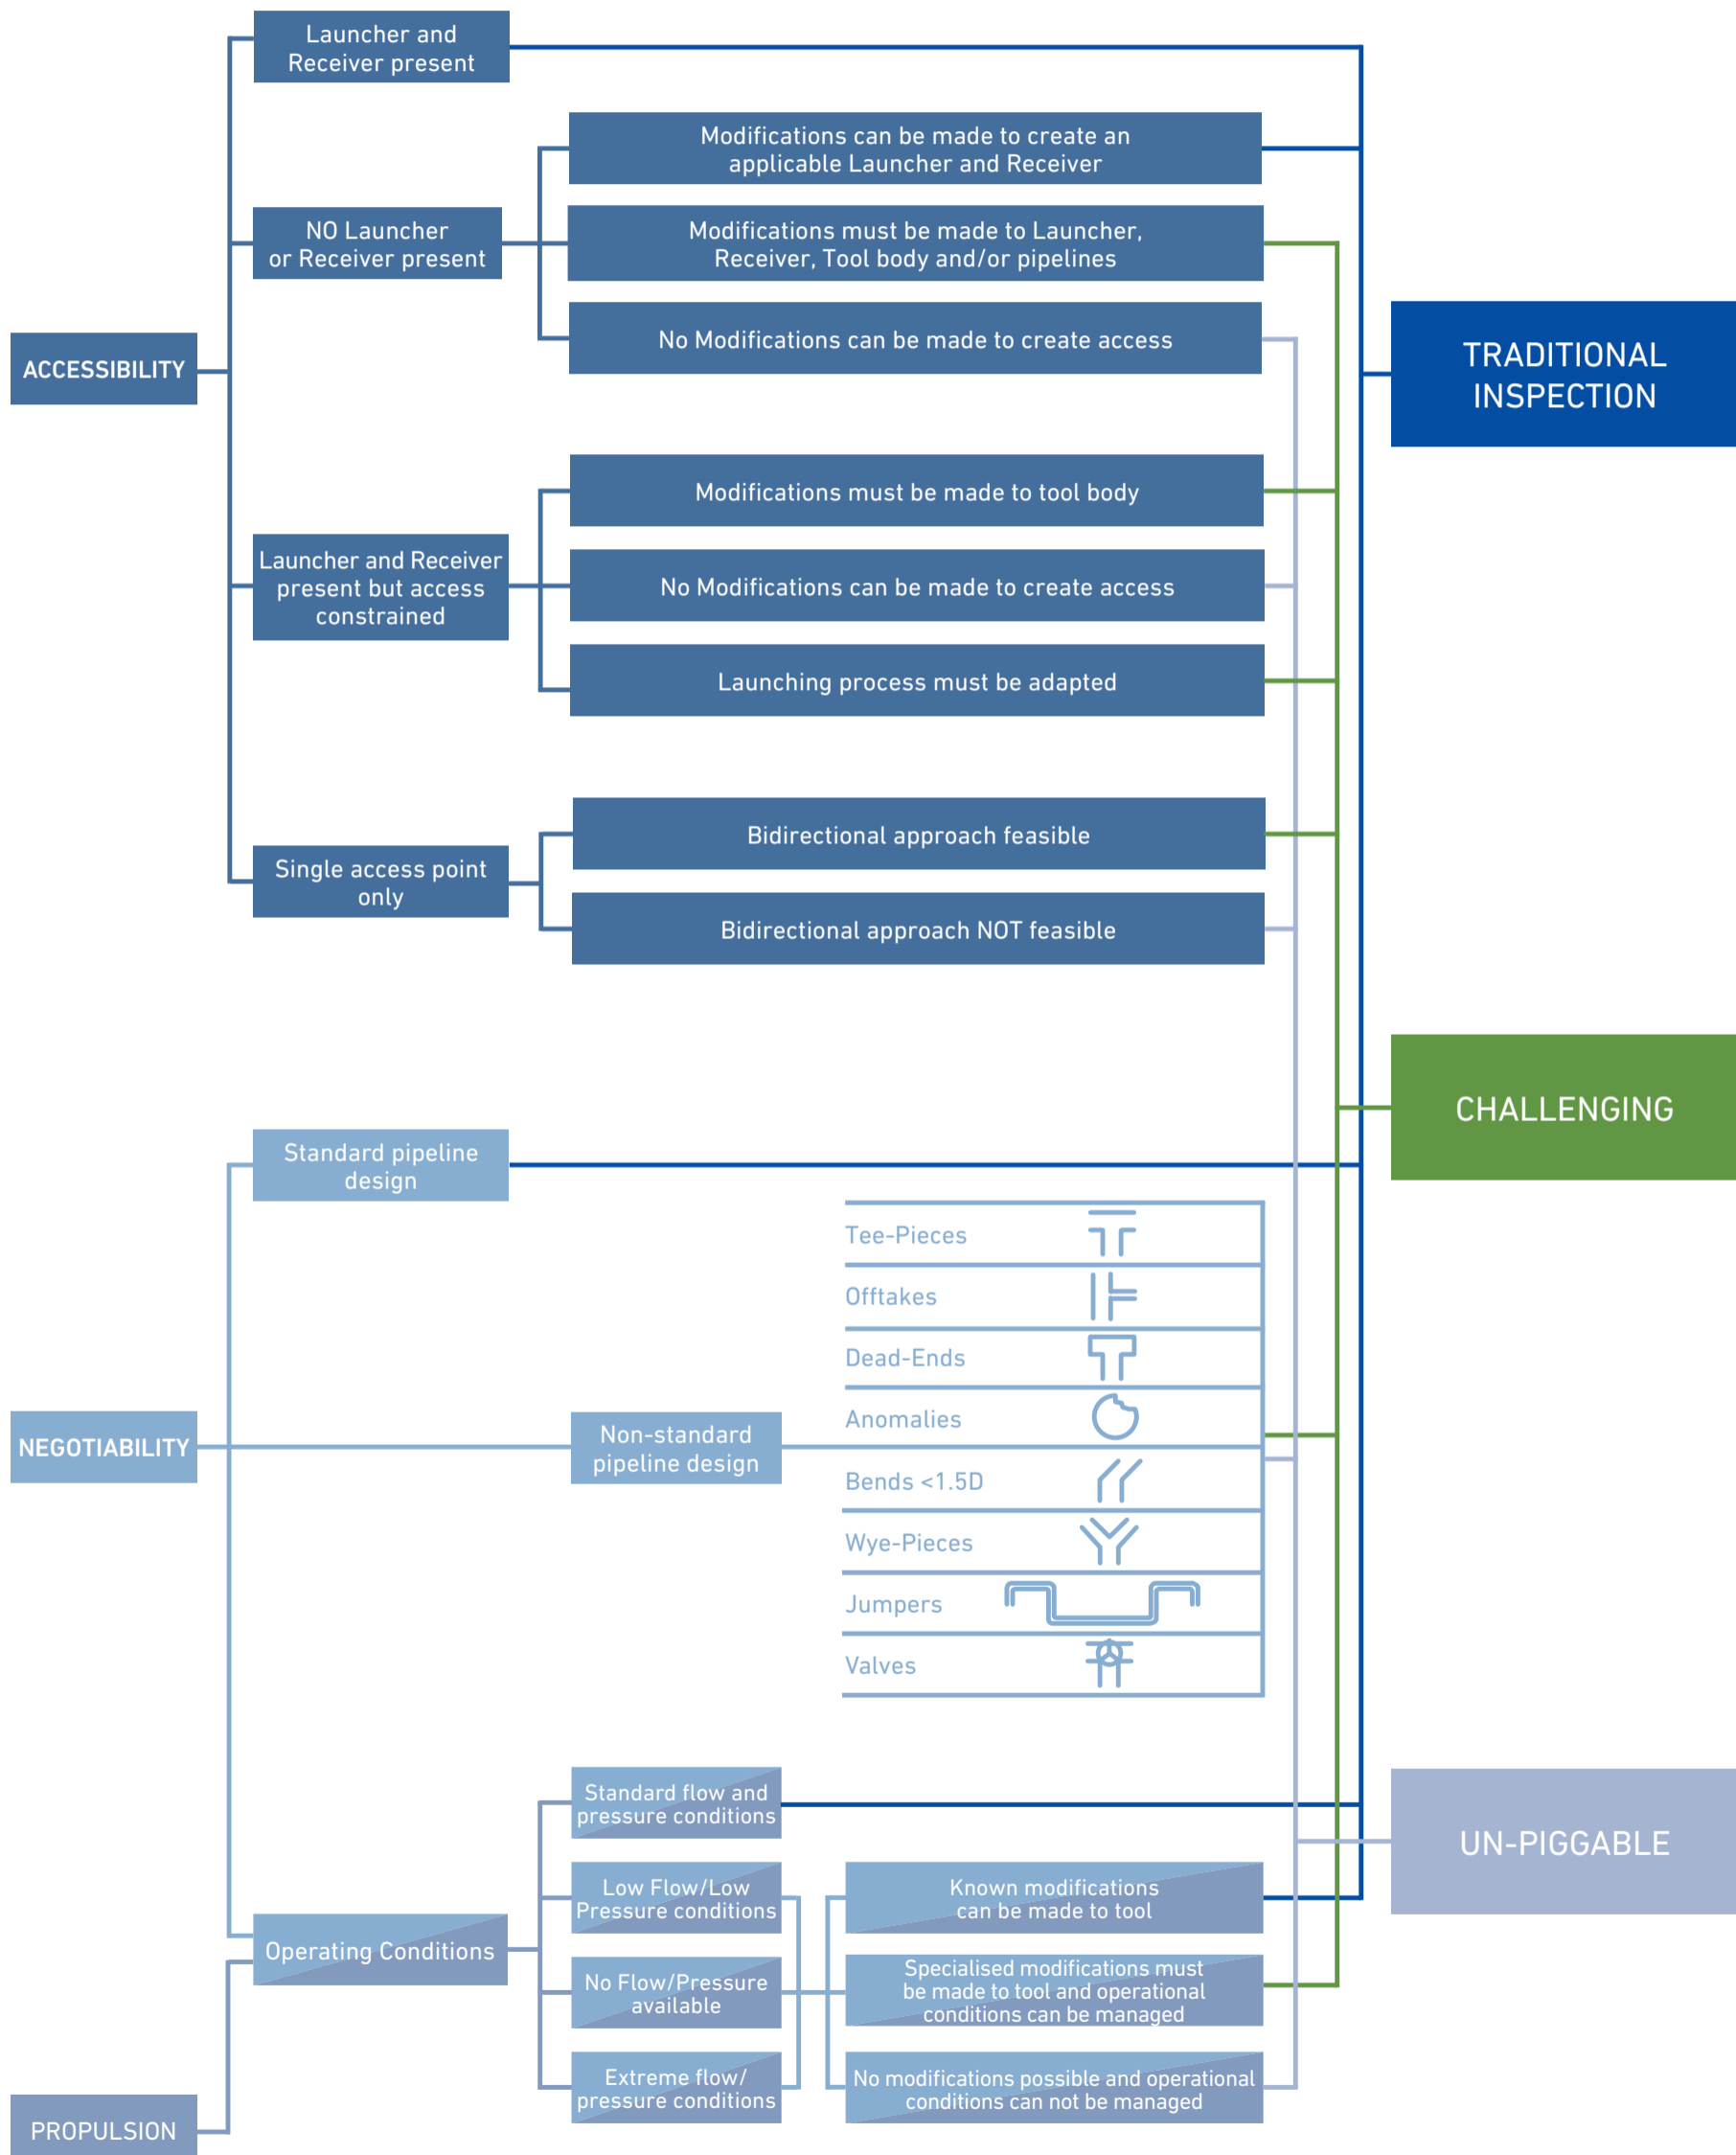 Launcher and
Receiver present
Modifications can be made to create an
applicable Launcher and Receiver
NO Launcher
or Receiver present
Modifications must be made to Launcher,
Receiver, Tool body and/or pipelines
No Modifications can be made to create access
ACCESSIBILITY
TRADITIONAL
INSPECTION
Modifications must be made to tool body
Launcher and Receiver
present but access
constrained
No Modifications can be made to create access
Launching process must be adapted
Bidirectional approach feasible
Single access point
only
Bidirectional approach NOT feasible
CHALLENGING
Standard pipeline
design
Tee-Pieces
Offtakes
Dead-Ends
Anomalies
NEGOTIABILITY
Non-standard
pipeline design
Bends <1.5D
Wye-Pieces
Jumpers
Valves
Standard flow and
pressure conditions
UN-PIGGABLE
Low Flow/Low
Pressure conditions
Known modifications
can be made to tool
Operating Conditions
No Flow/Pressure
available
Specialised modifications must
be made to tool and operational
conditions can be managed
Extreme flow/
pressure conditions
No modifications possible and operational
conditions can not be managed
PROPULSION